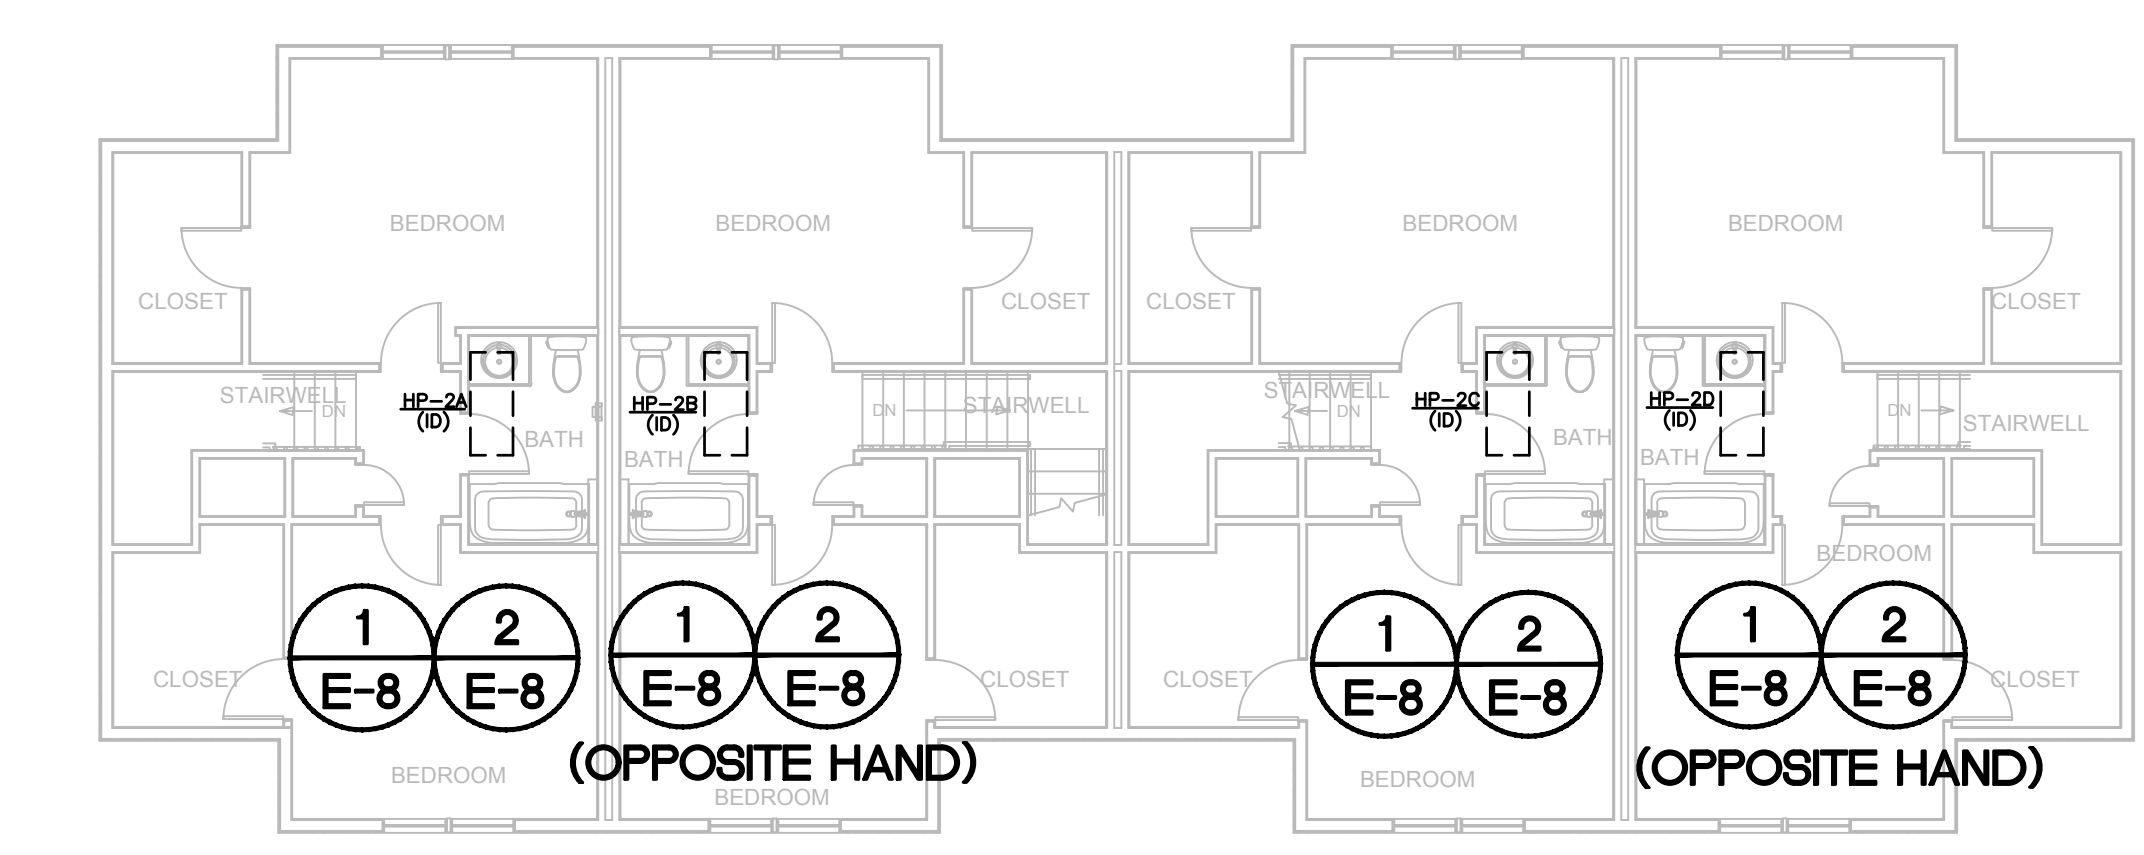 BEDROOM
BEDROOM
BEDROOM
BEDROOM
CLOSET
CLOSET
CLOSET
CLOSET
STAIRWELL
DN
HP-2A
(ID)
BATH
HP-2B
(ID)
BATH
DN
STAIRWELL
STAIRWELL
DN
HP-2C
(ID)
BATH
HP-2D
(ID)
BATH
DN
STAIRWELL
BEDROOM
1
E-8
2
E-8
1
E-8
2
E-8
1
E-8
2
E-8
1
E-8
2
E-8
CLOSET
CLOSET
CLOSET
CLOSET
(OPPOSITE HAND)
(OPPOSITE HAND)
BEDROOM
BEDROOM
BEDROOM